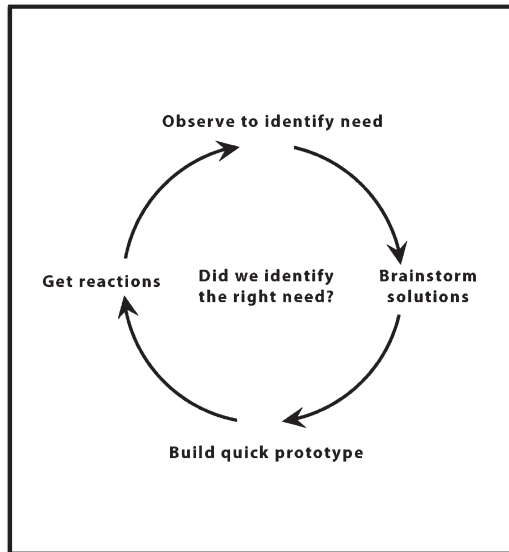 Observe to identify need
Get reactions
Did we identify
the right need?
Brainstorm
solutions
Build quick prototype